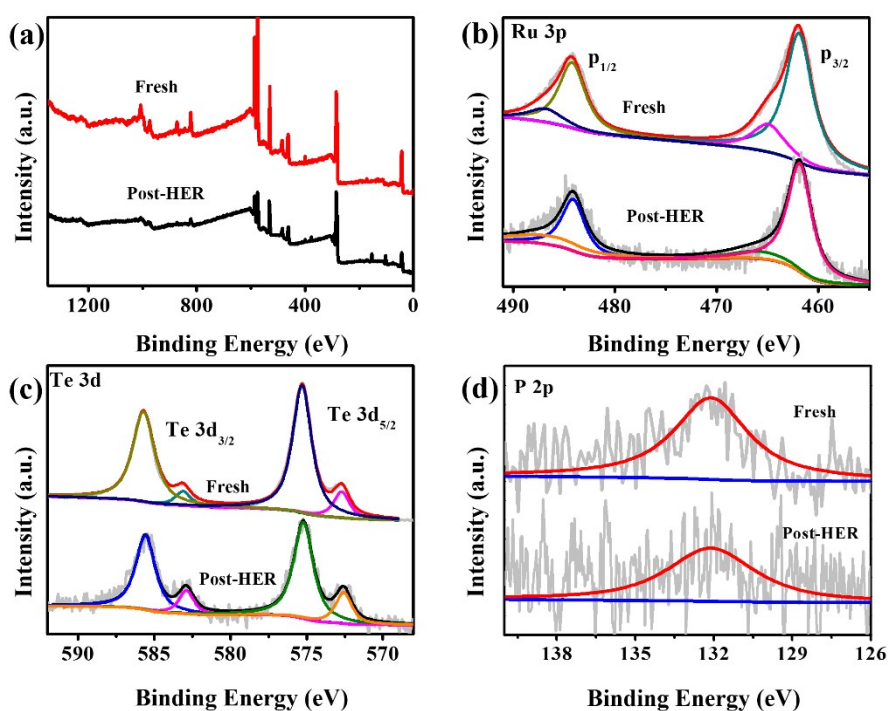 (a)
Fresh
Post-HER
Intensity (a.u.)
1200 800 400 0
Binding Energy (eV)
(b)
Ru 3p
p1/2
p3/2
Fresh
Post-HER
Intensity (a.u.)
490 480 470 460
Binding Energy (eV)
(c)
Te 3d
Te 3d3/2
Te 3d5/2
Fresh
Post-HER
Intensity (a.u.)
590 585 580 575 570
Binding Energy (eV)
(d)
P 2p
Fresh
Post-HER
Intensity (a.u.)
138 135 132 129 126
Binding Energy (eV)